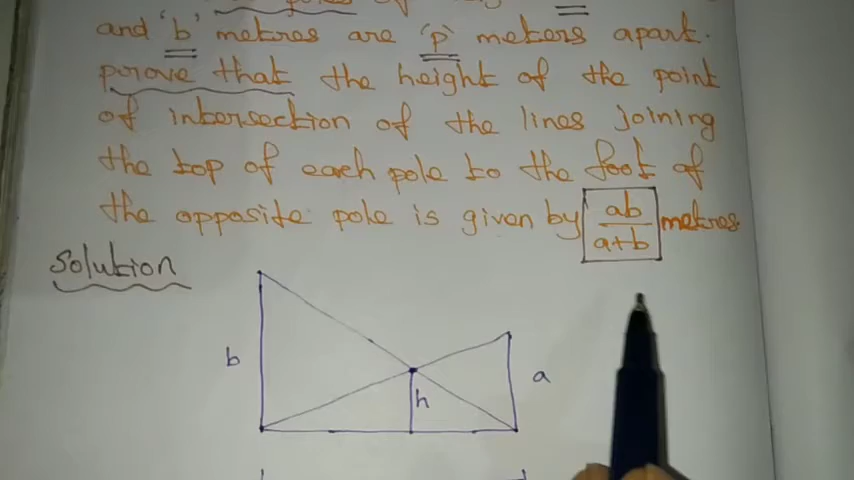 and 'b' metres are 'p' meters apart.
prove that the height of the point
of intersection of the lines joining
the top of each pole to the foot of
the opposite pole is given by ab/a+b metres.
Solution
b
h
a